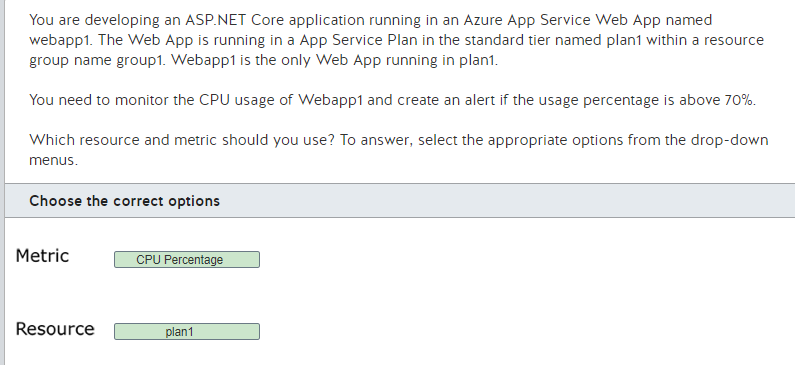 You are developing an ASP.NET Core application running in an Azure App Service Web App named
webapp1. The Web App is running in a App Service Plan in the standard tier named plan1 within a resource
group name group1. Webapp1 is the only Web App running in plan1.
You need to monitor the CPU usage of Webapp1 and create an alert if the usage percentage is above 70%.
Which resource and metric should you use? To answer, select the appropriate options from the drop-down
menus.
Choose the correct options
Metric CPU Percentage
Resource plan1